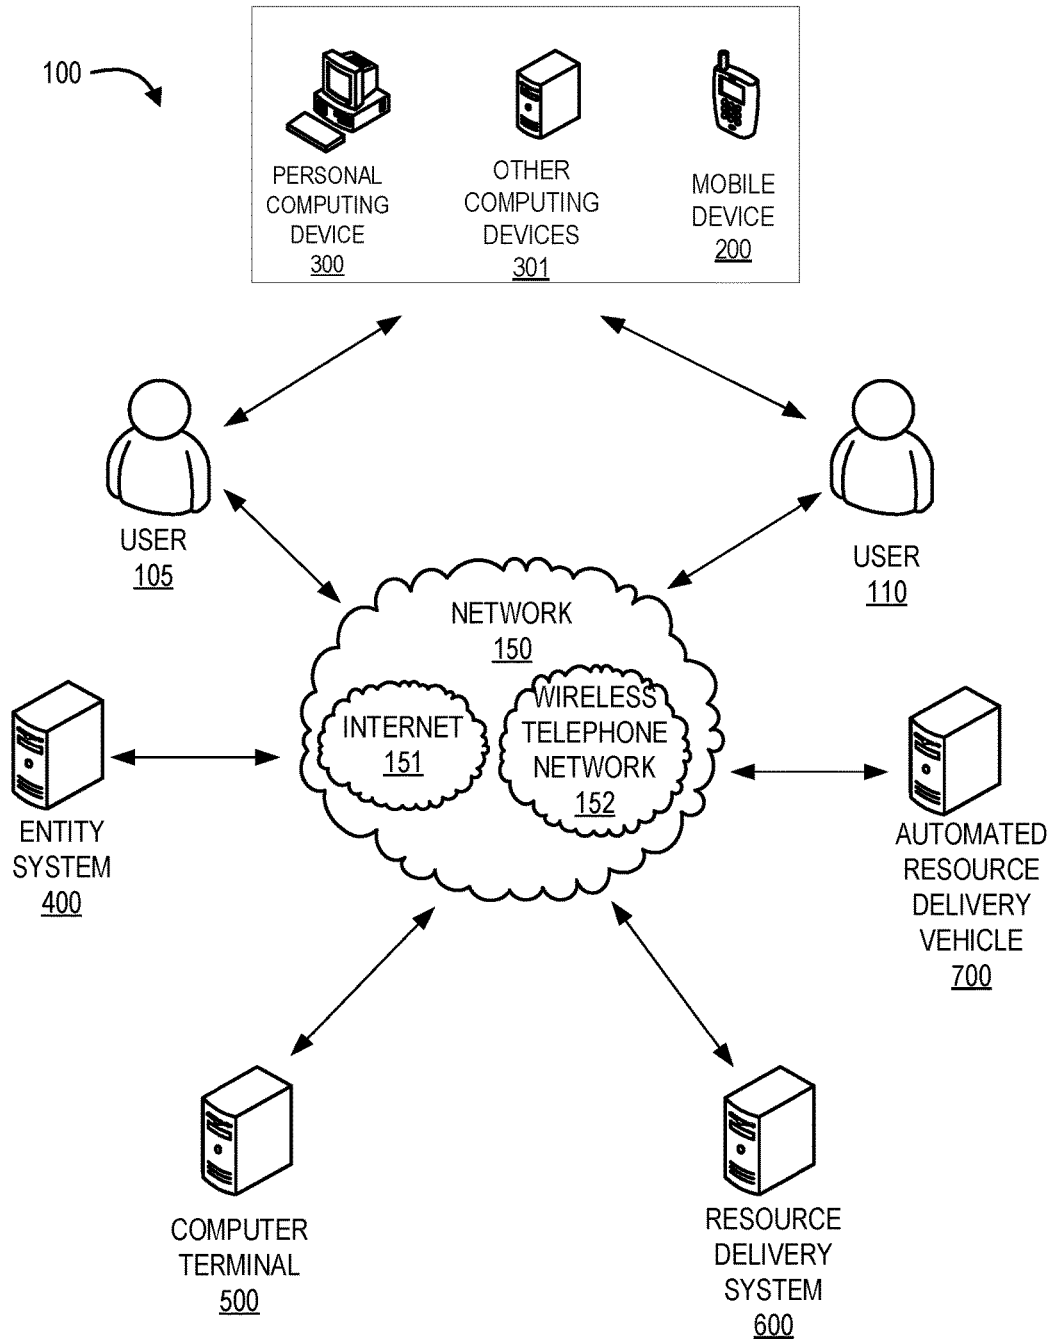 100
PERSONAL
COMPUTING
DEVICE
300
OTHER
COMPUTING
DEVICES
301
MOBILE
DEVICE
200
USER
105
USER
110
NETWORK
150
INTERNET
151
WIRELESS
TELEPHONE
NETWORK
152
ENTITY
SYSTEM
400
AUTOMATED
RESOURCE
DELIVERY
VEHICLE
700
COMPUTER
TERMINAL
500
RESOURCE
DELIVERY
SYSTEM
600